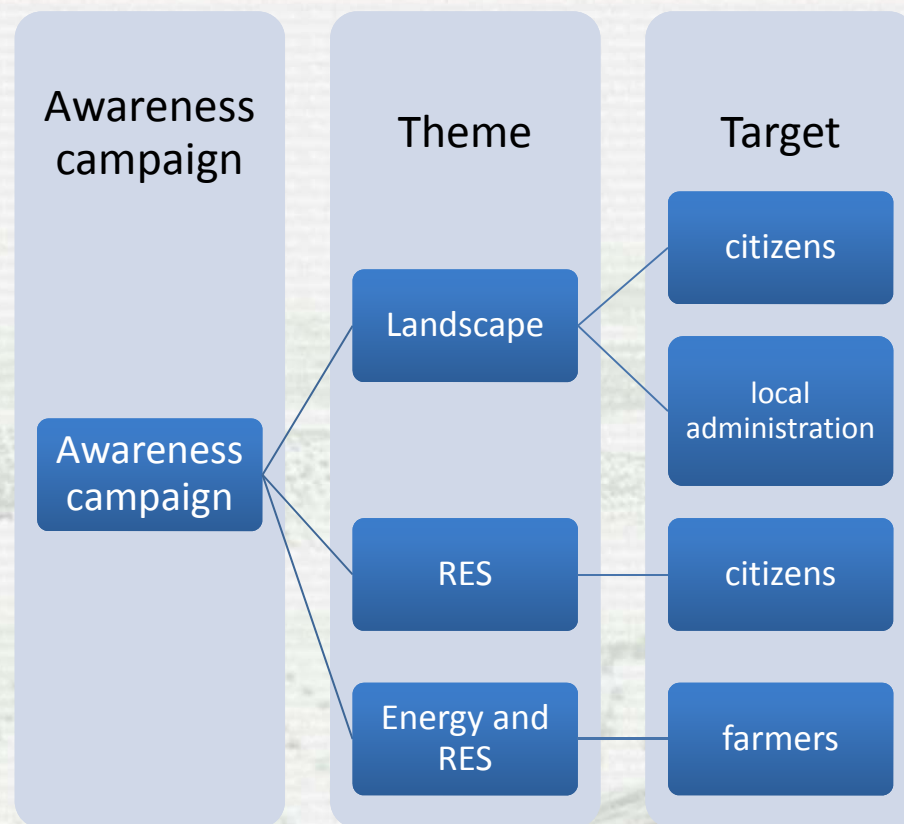 Awareness
campaign
Theme
Target
citizens
Landscape
local
administration
Awareness
campaign
RES
citizens
Energy and
RES
farmers